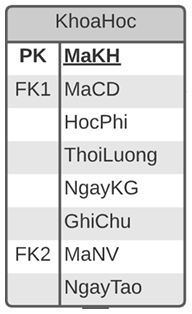 KhoaHoc
PK MaKH
FK1 MaCD
HocPhi
ThoiLuong
NgayKG
GhiChu
FK2 MaNV
NgayTao